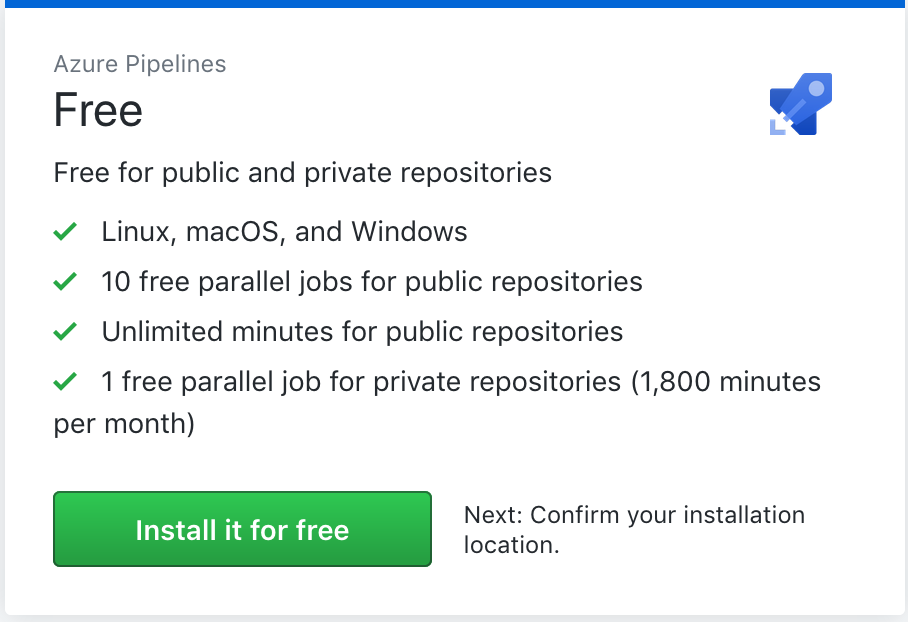 Azure Pipelines
Free
Free for public and private repositories
Linux, macOS, and Windows
10 free parallel jobs for public repositories
Unlimited minutes for public repositories
1 free parallel job for private repositories (1,800 minutes
per month)
Install it for free
Next: Confirm your installation
location.